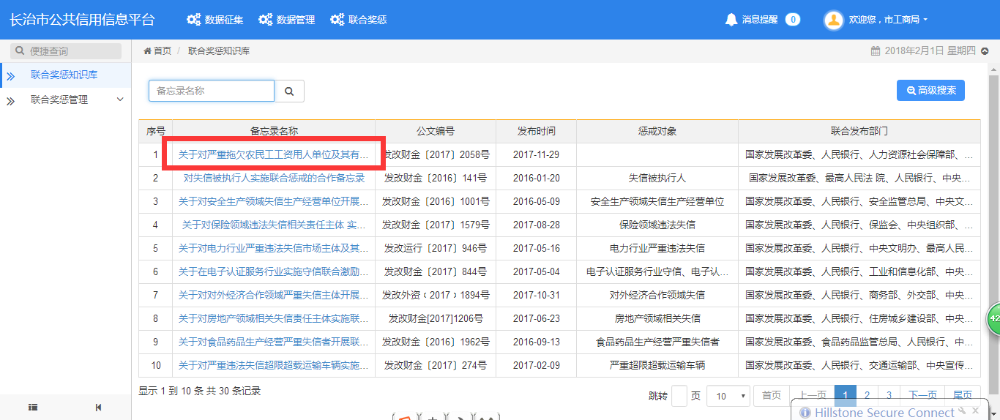 长治市公共信用信息平台 数据征集 数据管理 联合奖惩 消息提醒 0 欢迎您，市工商局
便捷查询 首页 / 联合奖惩知识库 2018年2月1日 星期四
联合奖惩知识库
联合奖惩管理
备忘录名称 高级搜索
序号 备忘录名称 公文编号 发布时间 惩戒对象 联合发布部门
1 关于对严重拖欠农民工工资用人单位及其有… 发改财金〔2017〕2058号 2017-11-29 国家发展改革委、人民银行、人力资源社会保障部、…
2 对失信被执行人实施联合惩戒的合作备忘录 发改财金〔2016〕141号 2016-01-20 失信被执行人 国家发展改革委、最高人民法 院、人民银行、中央…
3 关于对安全生产领域失信生产经营单位开展… 发改财金〔2016〕1001号 2016-05-09 安全生产领域失信生产经营单位 国家发展改革委、人民银行、安全监管总局、中央文…
4 关于对保险领域违法失信相关责任主体 实… 发改财金〔2017〕1579号 2017-08-28 保险领域违法失信 国家发展改革委、人民银行、保监会、中央组织部、…
5 关于对电力行业严重违法失信市场主体及其… 发改运行〔2017〕946号 2017-05-16 电力行业严重违法失信 国家发展改革委、人民银行、中央文明办、最高人民…
6 关于在电子认证服务行业实施守信联合激励… 发改财金〔2017〕844号 2017-05-04 电子认证服务行业守信、电子认… 国家发展改革委、人民银行、工业和信息化部、中央…
7 关于对对外经济合作领域严重失信主体开展… 发改外资﹤2017﹥1894号 2017-10-31 对外经济合作领域失信 国家发展改革委、人民银行、商务部、外交部、中央…
8 关于对房地产领域相关失信责任主体实施联… 发改财金[2017]1206号 2017-06-23 房地产领域相关失信 国家发展改革委、人民银行、住房城乡建设部、中央…
9 关于对食品药品生产经营严重失信者开展联… 发改财金〔2016〕1962号 2016-09-13 食品药品生产经营严重失信者 国家发展改革委、食品药品监管总局、人民银行、中…
10 关于对严重违法失信超限超载运输车辆实施… 发改财金〔2017〕274号 2017-02-09 严重超限超载运输车辆 国家发展改革委、人民银行、交通运输部、中央宣传…
显示 1 到 10 条 共 30 条记录 跳转 页 10 首页 上一页 1 2 3 下一页 尾页
Hillstone Secure Connect
42